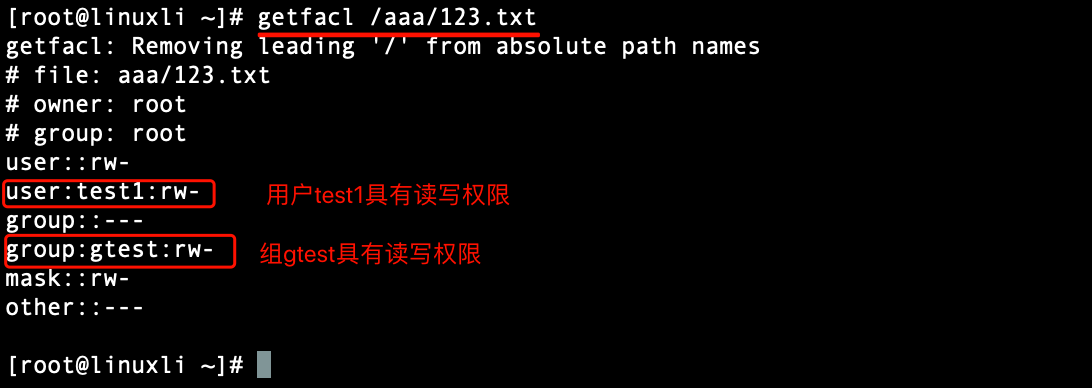 [root@linuxli ~]# getfacl /aaa/123.txt
getfacl: Removing leading '/' from absolute path names
# file: aaa/123.txt
# owner: root
# group: root
user::rw-
user:test1:rw- 用户test1具有读写权限
group::---
group:gtest:rw- 组gtest具有读写权限
mask::rw-
other::---
[root@linuxli ~]#